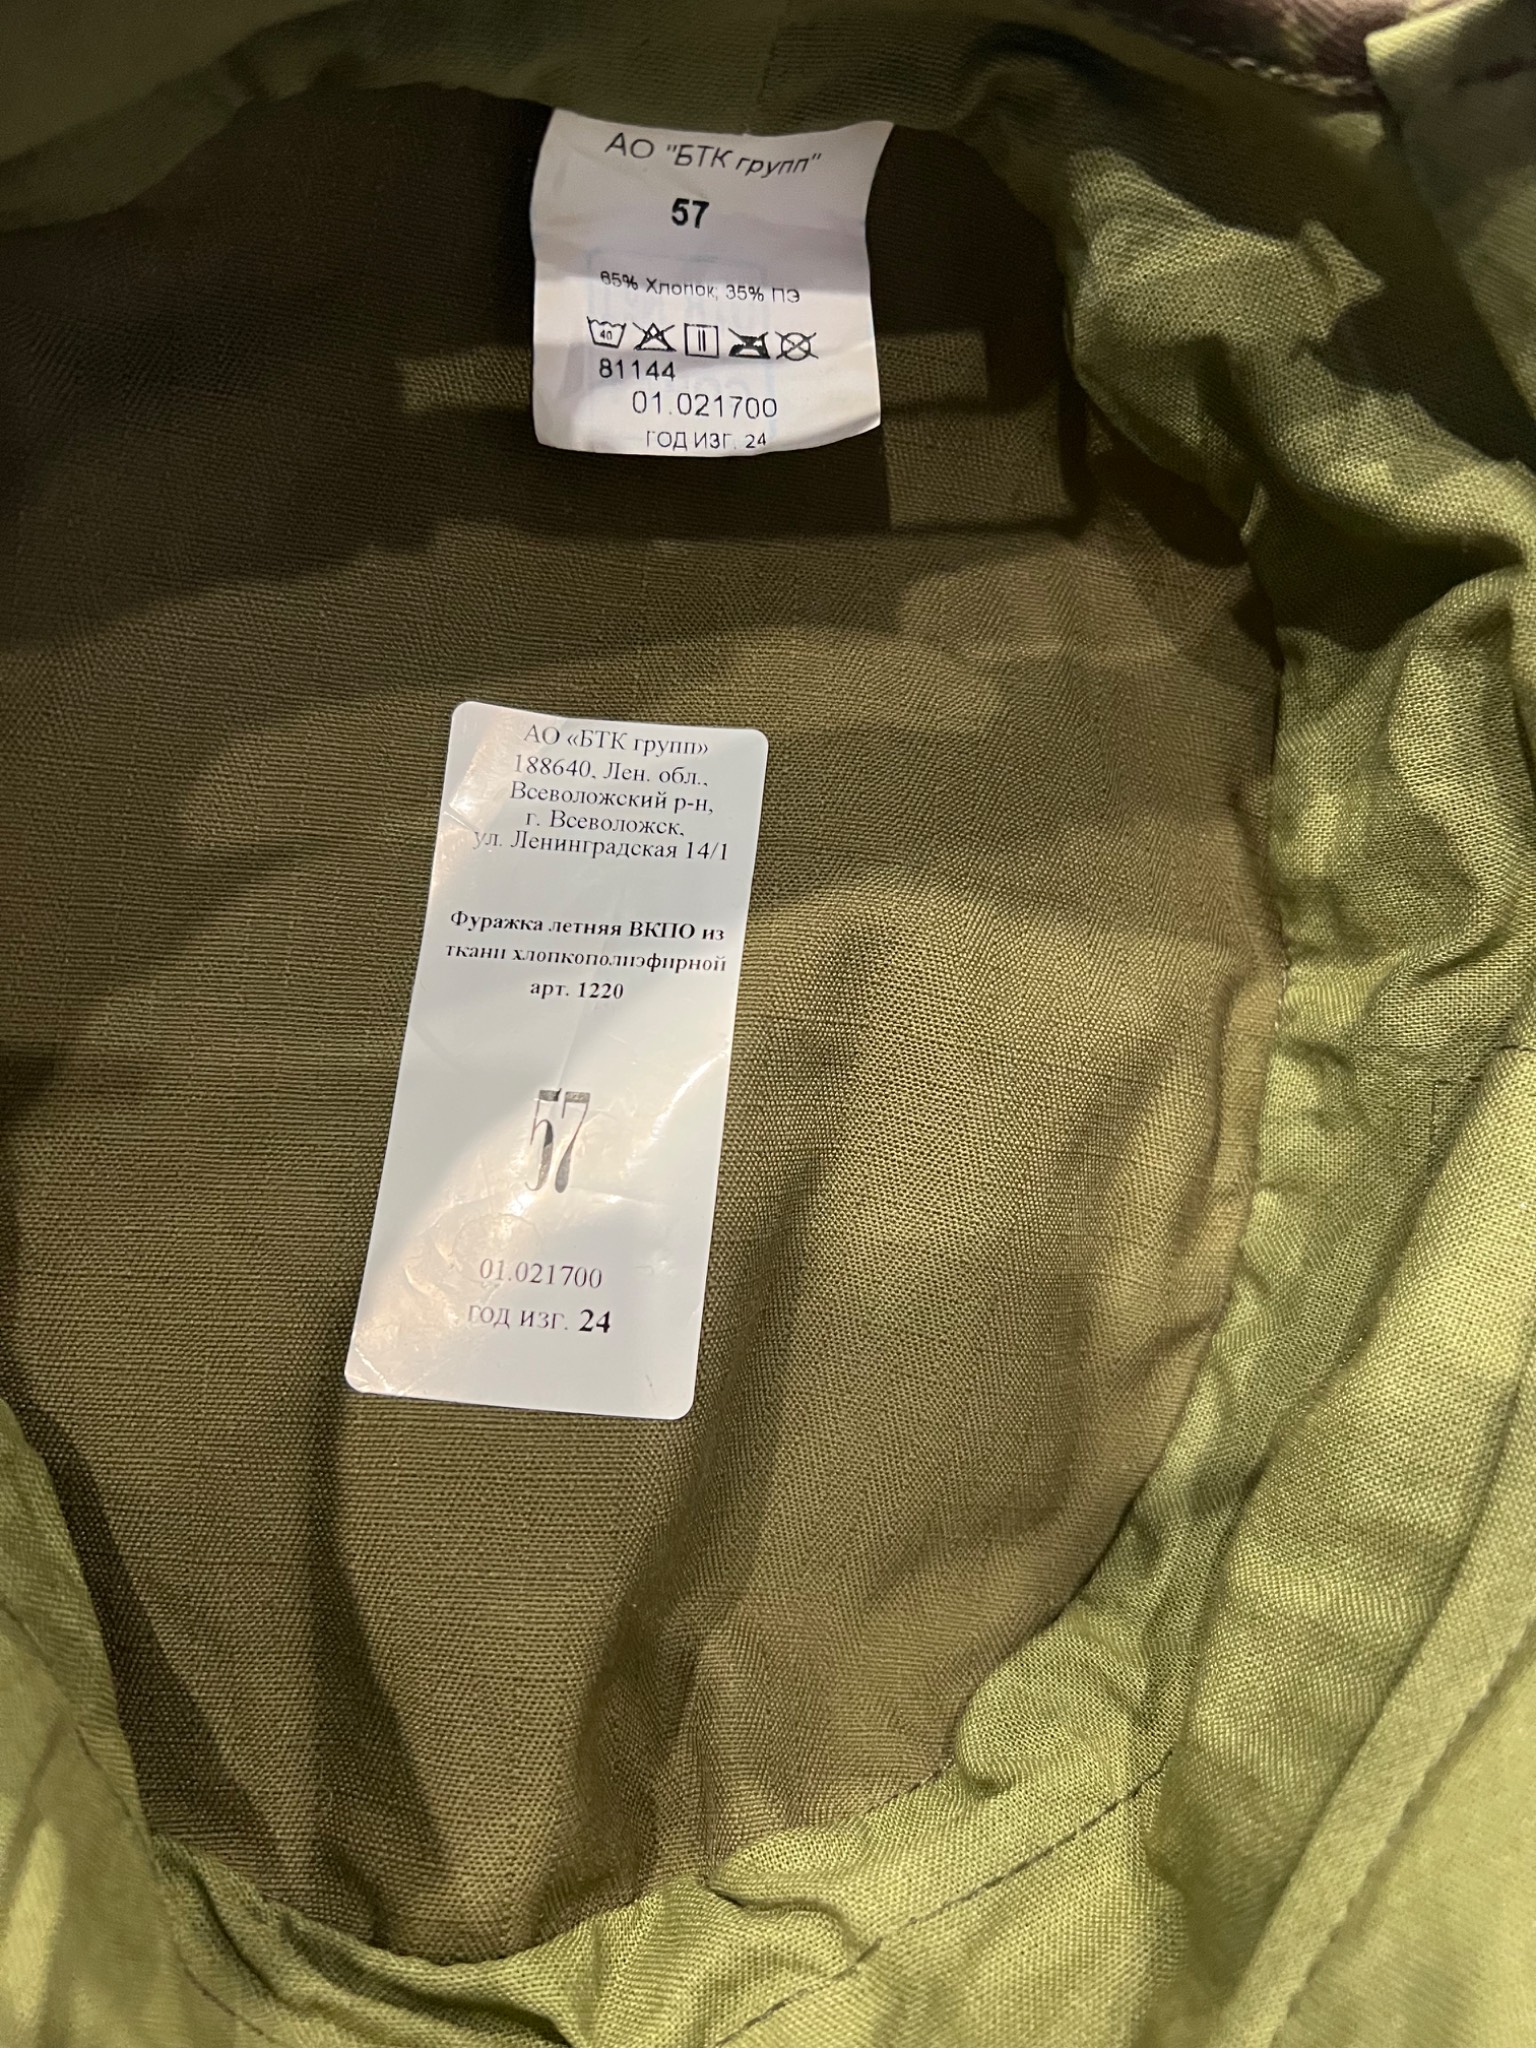 АО "БТК групп"
57
65% Хлопок; 35% ПЭ
40
81144
01.021700
ГОД ИЗГ. 24
АО «БТК групп»
188640, Лен. обл.,
Всеволожский р-н,
г. Всеволожск,
ул. Ленинградская 14/1
Фуражка летняя ВКПО из
ткани хлопкополиэфирной
арт. 1220
57
01.021700
год изг. 24